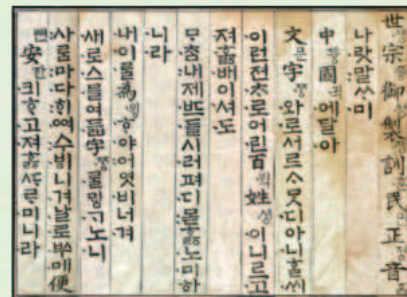 世宗御製訓民正音
나랏말ᄊᆞ미
中듕國귁에달아
文문字ᄍᆞᆼ와로서르ᄉᆞᄆᆞᆺ디아니ᄒᆞᆯᄊᆡ
이런젼ᄎᆞ로어린百ᄇᆡᆨ姓셩이니르고
져ᄒᆞᇙ배이셔도
ᄆᆞᄎᆞᆷ내제ᄠᅳ들시러펴디몯ᄒᆞᇙ노미하
니라
내이ᄅᆞᆯ爲윙ᄒᆞ야어엿비너겨
새로스믈여듧字ᄍᆞᆼᄅᆞᆯᄆᆡᇰᄀᆞ노니
사ᄅᆞᆷ마다ᄒᆡᅇᅧ수ᄫᅵ니겨날로ᄡᅮ메便
뼌安ᅙᅡᆫ킈ᄒᆞ고져ᄒᆞᇙᄯᆞᄅᆞ미니라